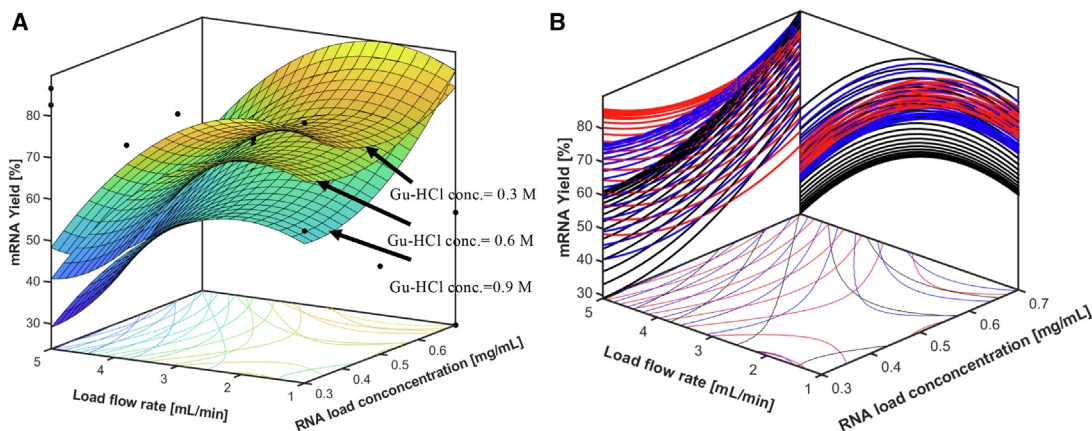 A
mRNA Yield [%]
80
70
60
50
40
30
5
4
3
2
1
Load flow rate [mL/min]
0.3
0.4
0.5
0.6
RNA load conconcentration [mg/mL]
Gu-HCl conc.= 0.3 M
Gu-HCl conc.= 0.6 M
Gu-HCl conc.=0.9 M
B
mRNA Yield [%]
80
70
60
50
40
30
5
4
3
2
1
Load flow rate [mL/min]
0.3
0.4
0.5
0.6
0.7
RNA load conconcentration [mg/mL]